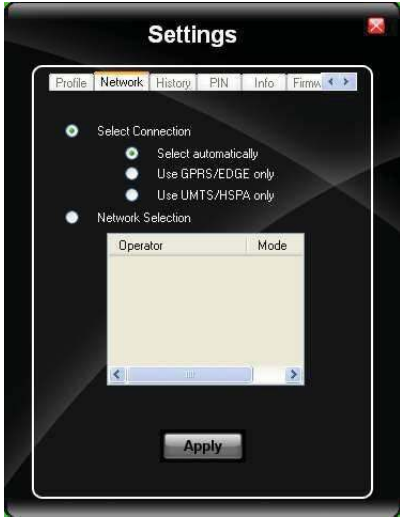 Settings
Profile Network History PIN Info Firmw
Select Connection
Select automatically
Use GPRS/EDGE only
Use UMTS/HSPA only
Network Selection
Operator Mode
Apply